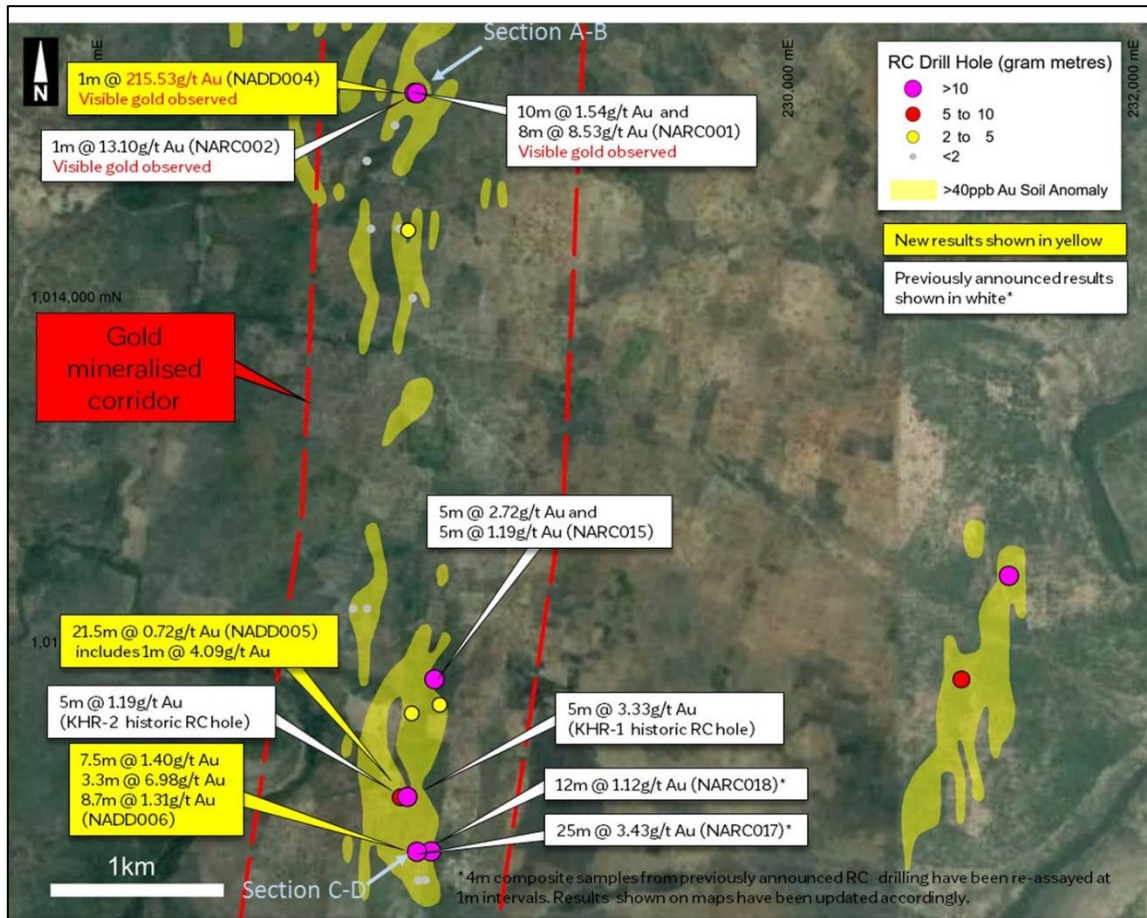 Section A-B
N
mE
1m @ 215.53g/t Au (NADD004)
Visible gold observed
1m @ 13.10g/t Au (NARC002)
Visible gold observed
10m @ 1.54g/t Au and
8m @ 8.53g/t Au (NARC001)
Visible gold observed
230,000 mE
232,000 mE
RC Drill Hole (gram metres)
>10
5 to 10
2 to 5
<2
>40ppb Au Soil Anomaly
New results shown in yellow
Previously announced results
shown in white*
1,014,000 mN
Gold
mineralised
corridor
5m @ 2.72g/t Au and
5m @ 1.19g/t Au (NARC015)
1,01
21.5m @ 0.72g/t Au (NADD005)
includes 1m @ 4.09g/t Au
5m @ 1.19g/t Au
(KHR-2 historic RC hole)
5m @ 3.33g/t Au
(KHR-1 historic RC hole)
7.5m @ 1.40g/t Au
3.3m @ 6.98g/t Au
8.7m @ 1.31g/t Au
(NADD006)
12m @ 1.12g/t Au (NARC018)*
25m @ 3.43g/t Au (NARC017)*
1km
Section C-D
*4m composite samples from previously announced RC drilling have been re-assayed at
1m intervals. Results shown on maps have been updated accordingly.